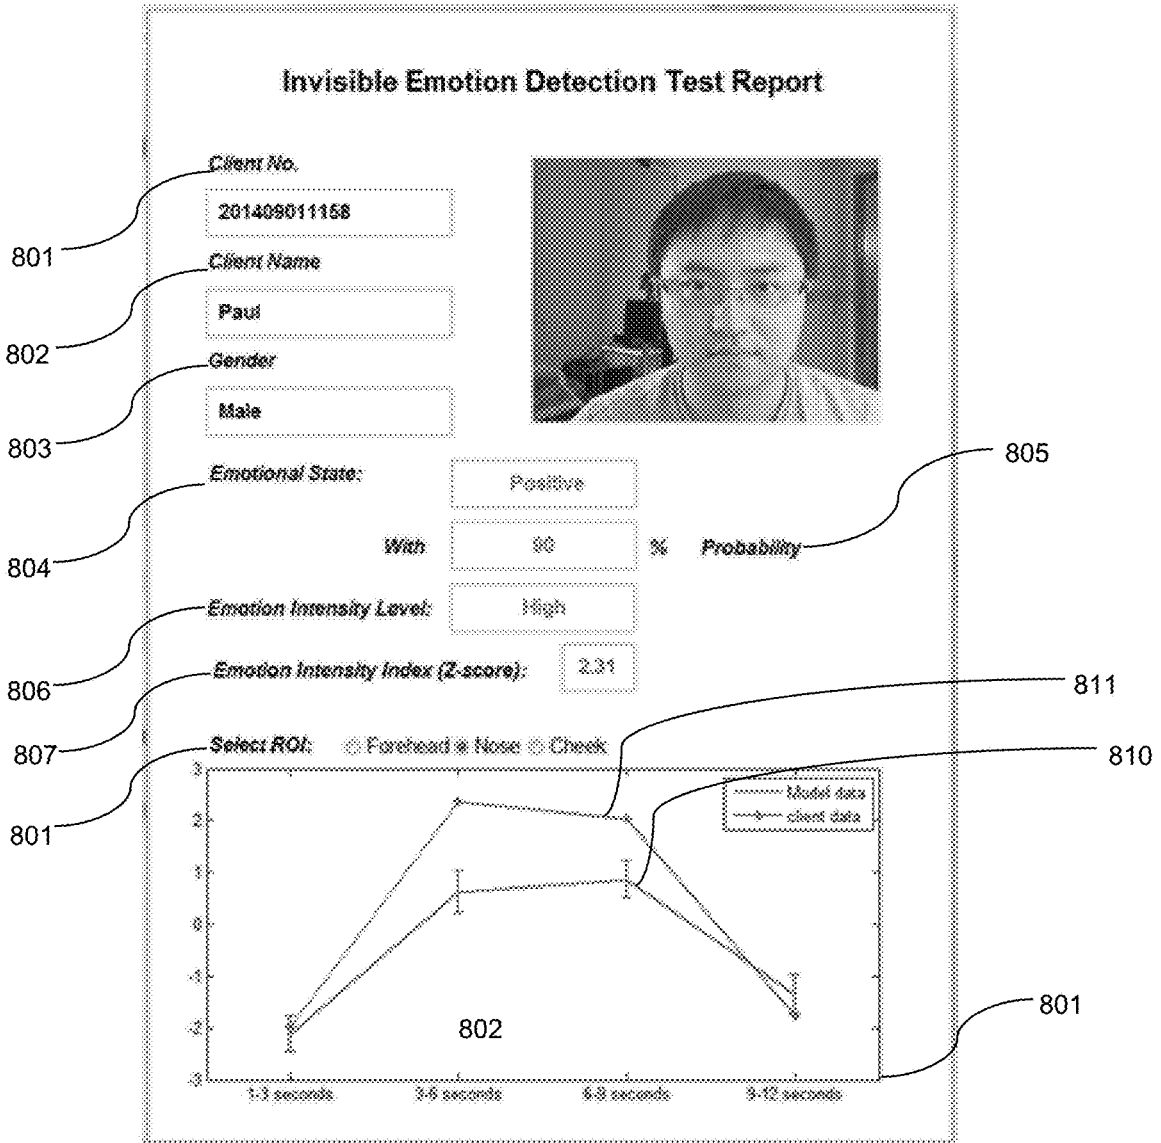 Invisible Emotion Detection Test Report
Client No.
201409011158
801
Client Name
Paul
802
Gender
Male
803
Emotional State:
Positive
805
804
With
% Probability
Emotion Intensity Level:
High
806
Emotion Intensity Index (Z-score):
2.31
811
807
Select ROI: Forehead Nose Cheek
810
801
Model data
client data
3
2
1
0
-1
-2
-3
802
801
1-3 seconds
3-6 seconds
6-9 seconds
9-12 seconds